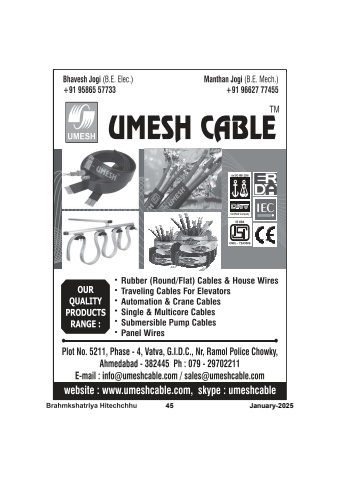 Bhavesh Jogi (B.E. Elec.)
+91 95865 57733
Manthan Jogi (B.E. Mech.)
+91 96627 77455
UMESH
UMESH CABLE TM
UMESH
UMESH
ERDA
IEC
ISI
CE
OUR QUALITY PRODUCTS RANGE :
· Rubber (Round/Flat) Cables & House Wires
· Traveling Cables For Elevators
· Automation & Crane Cables
· Single & Multicore Cables
· Submersible Pump Cables
· Panel Wires
Plot No. 5211, Phase - 4, Vatva, G.I.D.C., Nr, Ramol Police Chowky,
Ahmedabad - 382445 Ph : 079 - 29702211
E-mail : info@umeshcable.com / sales@umeshcable.com
website : www.umeshcable.com, skype : umeshcable
Brahmkshatriya Hitechchhu 45 January-2025